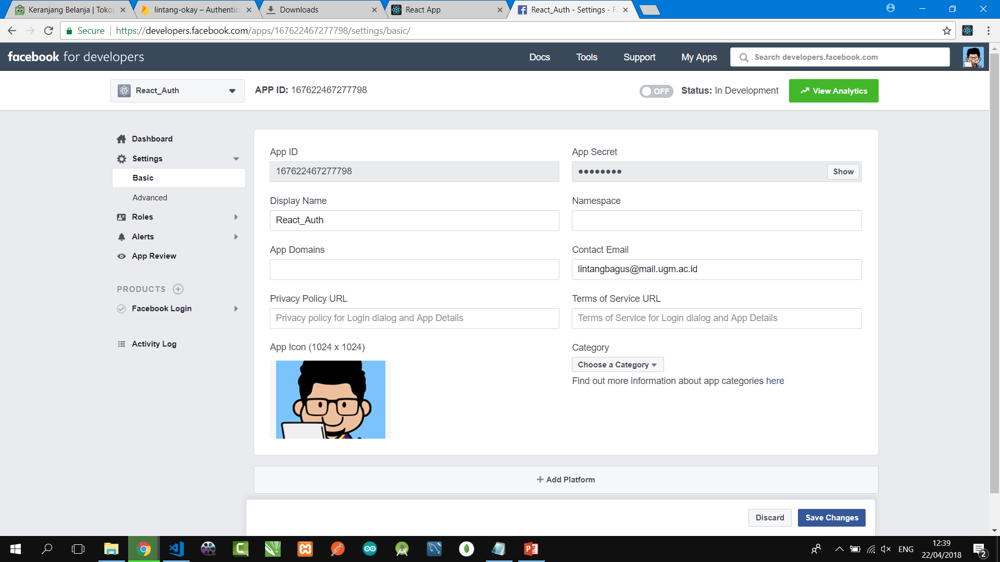 Keranjang Belanja | Toko
lintang-okay – Authentic
Downloads
React App
React_Auth - Settings - F
Secure
https://developers.facebook.com/apps/167622467277798/settings/basic/
facebook for developers
Docs
Tools
Support
My Apps
Search developers.facebook.com
React_Auth
APP ID: 167622467277798
OFF
Status: In Development
View Analytics
Dashboard
Settings
Basic
Advanced
Roles
Alerts
App Review
PRODUCTS
Facebook Login
Activity Log
App ID
167622467277798
App Secret
●●●●●●●●
Show
Display Name
React_Auth
Namespace
App Domains
Contact Email
lintangbagus@mail.ugm.ac.id
Privacy Policy URL
Privacy policy for Login dialog and App Details
Terms of Service URL
Terms of Service for Login dialog and App Details
App Icon (1024 x 1024)
Category
Choose a Category
Find out more information about app categories here
Add Platform
Discard
Save Changes
ENG
12:39
22/04/2018
2